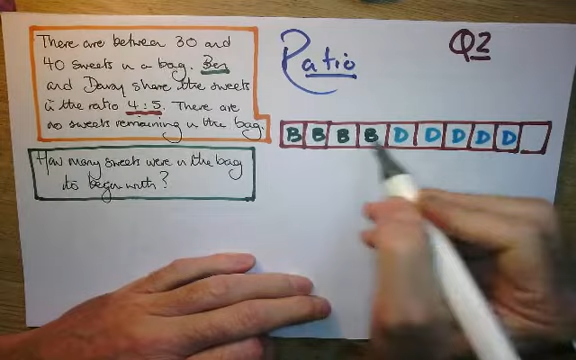 There are between 30 and
40 sweets in a bag. Ben
and Davy share the sweets
in the ratio 4:5. There are
no sweets remaining in the bag.
How many sweets were in the bag
to begin with?
Ratio
Q2
B B B B D D D D D